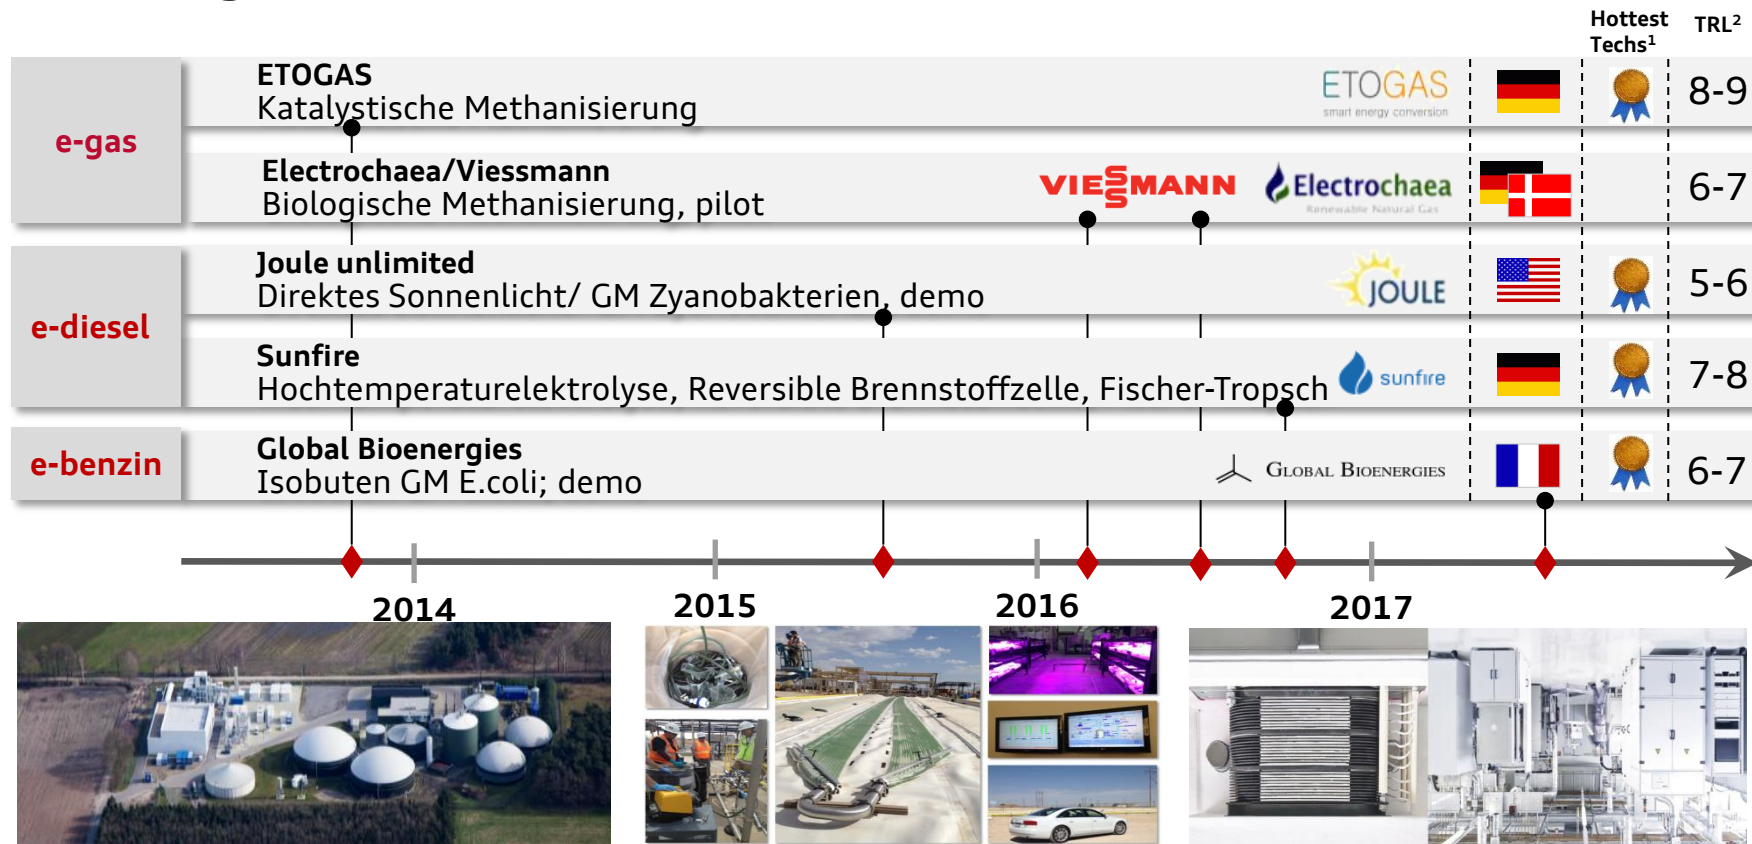 Hottest
Techs¹
TRL²
e-gas
ETOGAS
Katalystische Methanisierung
ETOGAS
smart energy conversion
8-9
Electrochaea/Viessmann
Biologische Methanisierung, pilot
VIESSMANN
Electrochaea
Renewable Natural Gas
6-7
e-diesel
Joule unlimited
Direktes Sonnenlicht/ GM Zyanobakterien, demo
JOULE
5-6
Sunfire
Hochtemperaturelektrolyse, Reversible Brennstoffzelle, Fischer-Tropsch
sunfire
7-8
e-benzin
Global Bioenergies
Isobuten GM E.coli; demo
GLOBAL BIOENERGIES
6-7
2014
2015
2016
2017